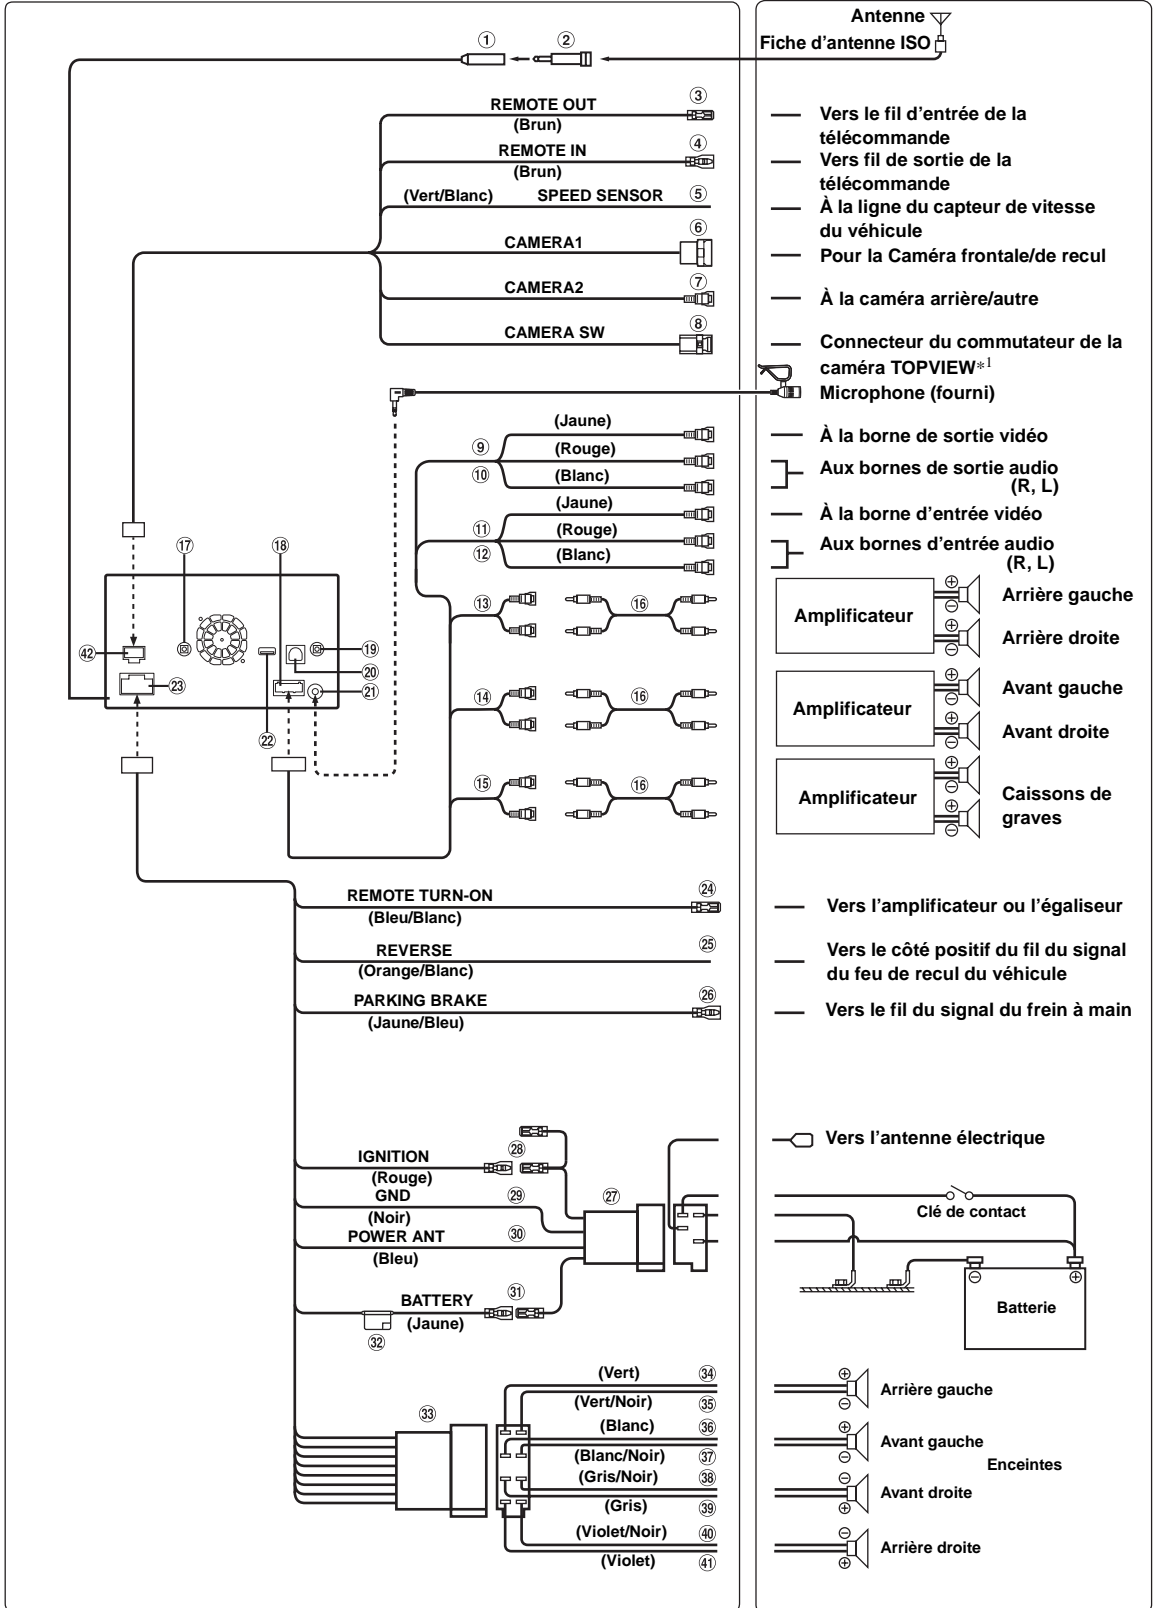 Antenne
① ② Fiche d'antenne ISO
REMOTE OUT ③
(Brun)
Vers le fil d'entrée de la
télécommande
REMOTE IN ④
(Brun)
Vers fil de sortie de la
télécommande
(Vert/Blanc) SPEED SENSOR ⑤
À la ligne du capteur de vitesse
du véhicule
CAMERA1 ⑥
Pour la Caméra frontale/de recul
CAMERA2 ⑦
À la caméra arrière/autre
CAMERA SW ⑧
Connecteur du commutateur de la
caméra TOPVIEW*1
Microphone (fourni)
(Jaune)
À la borne de sortie vidéo
⑨ (Rouge)
⑩ (Blanc)
Aux bornes de sortie audio
(R, L)
(Jaune)
À la borne d'entrée vidéo
⑪ (Rouge)
⑫ (Blanc)
Aux bornes d'entrée audio
(R, L)
⑰ ⑱
⑬ ⑯
Amplificateur
⊕ Arrière gauche
⊖
⊕ Arrière droite
⊖
㊷ ⑲
⑳
㉓ ㉑
㉒
⑭ ⑯
Amplificateur
⊕ Avant gauche
⊖
⊕ Avant droite
⊖
⑮ ⑯
Amplificateur
⊕
⊖
⊕
⊖
Caissons de
graves
REMOTE TURN-ON ㉔
(Bleu/Blanc)
Vers l'amplificateur ou l'égaliseur
REVERSE ㉕
(Orange/Blanc)
Vers le côté positif du fil du signal
du feu de recul du véhicule
PARKING BRAKE ㉖
(Jaune/Bleu)
Vers le fil du signal du frein à main
Vers l'antenne électrique
IGNITION ㉘
(Rouge)
GND ㉙ ㉗
(Noir)
Clé de contact
POWER ANT ㉚
(Bleu)
⊖ ⊕
BATTERY ㉛
(Jaune)
㉜
Batterie
(Vert) ㉞
⊕
Arrière gauche
⊖
(Vert/Noir) ㉟
㉝
(Blanc) ㊱
⊕
Avant gauche
⊖
(Blanc/Noir) ㊲
Enceintes
(Gris/Noir) ㊳
⊖
Avant droite
⊕
(Gris) ㊴
(Violet/Noir) ㊵
⊖
Arrière droite
⊕
(Violet) ㊶